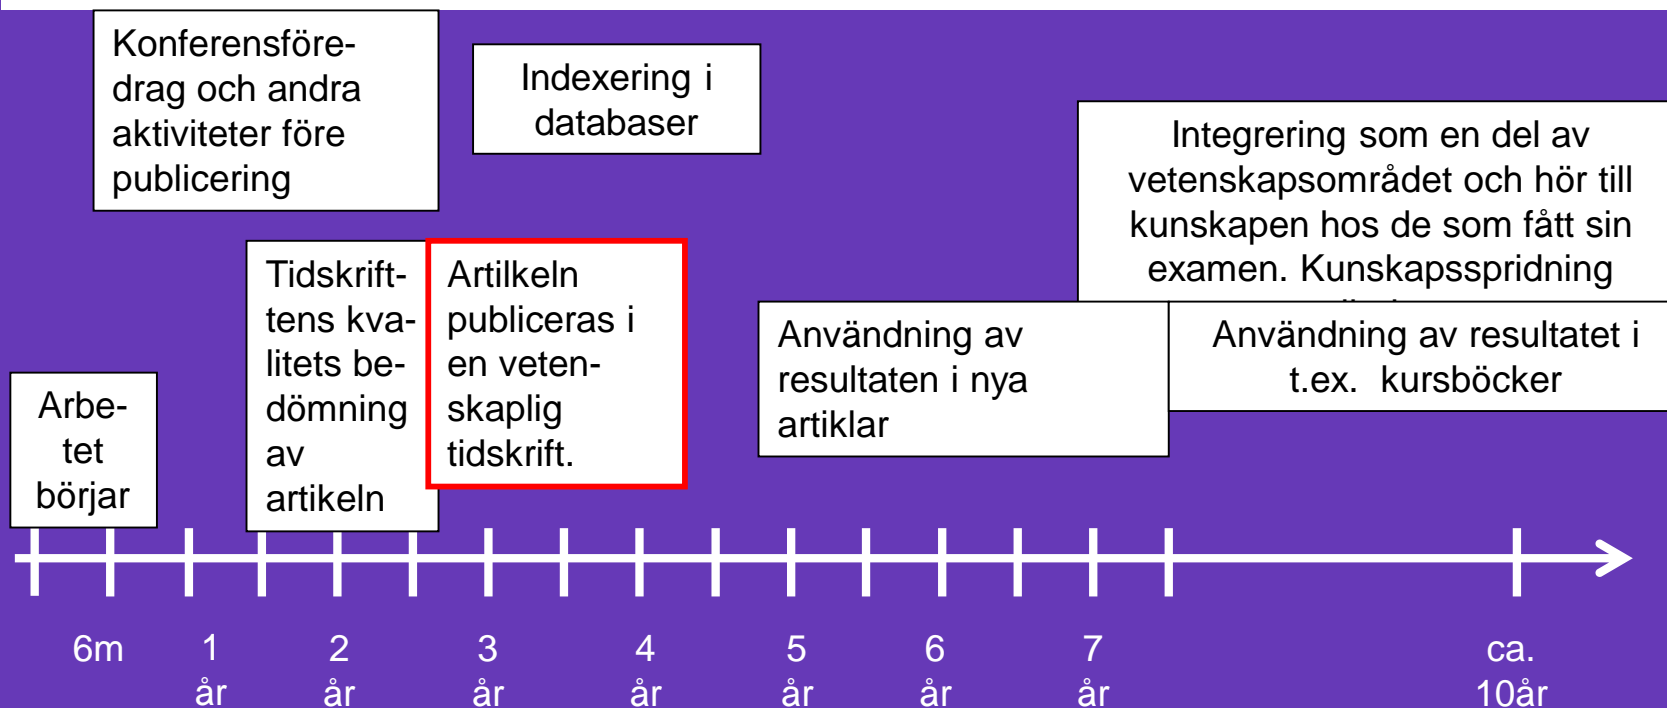 Konferensföre-
drag och andra
aktiviteter före
publicering
Indexering i
databaser
Integrering som en del av
vetenskapsområdet och hör till
kunskapen hos de som fått sin
examen. Kunskapsspridning
Tidskrift-
tens kva-
litets be-
dömning
av
artikeln
Artilkeln
publiceras i
en veten-
skaplig
tidskrift.
Användning av
resultaten i nya
artiklar
Användning av resultatet i
t.ex. kursböcker
Arbe-
tet
börjar
6m
1
år
2
år
3
år
4
år
5
år
6
år
7
år
ca.
10år